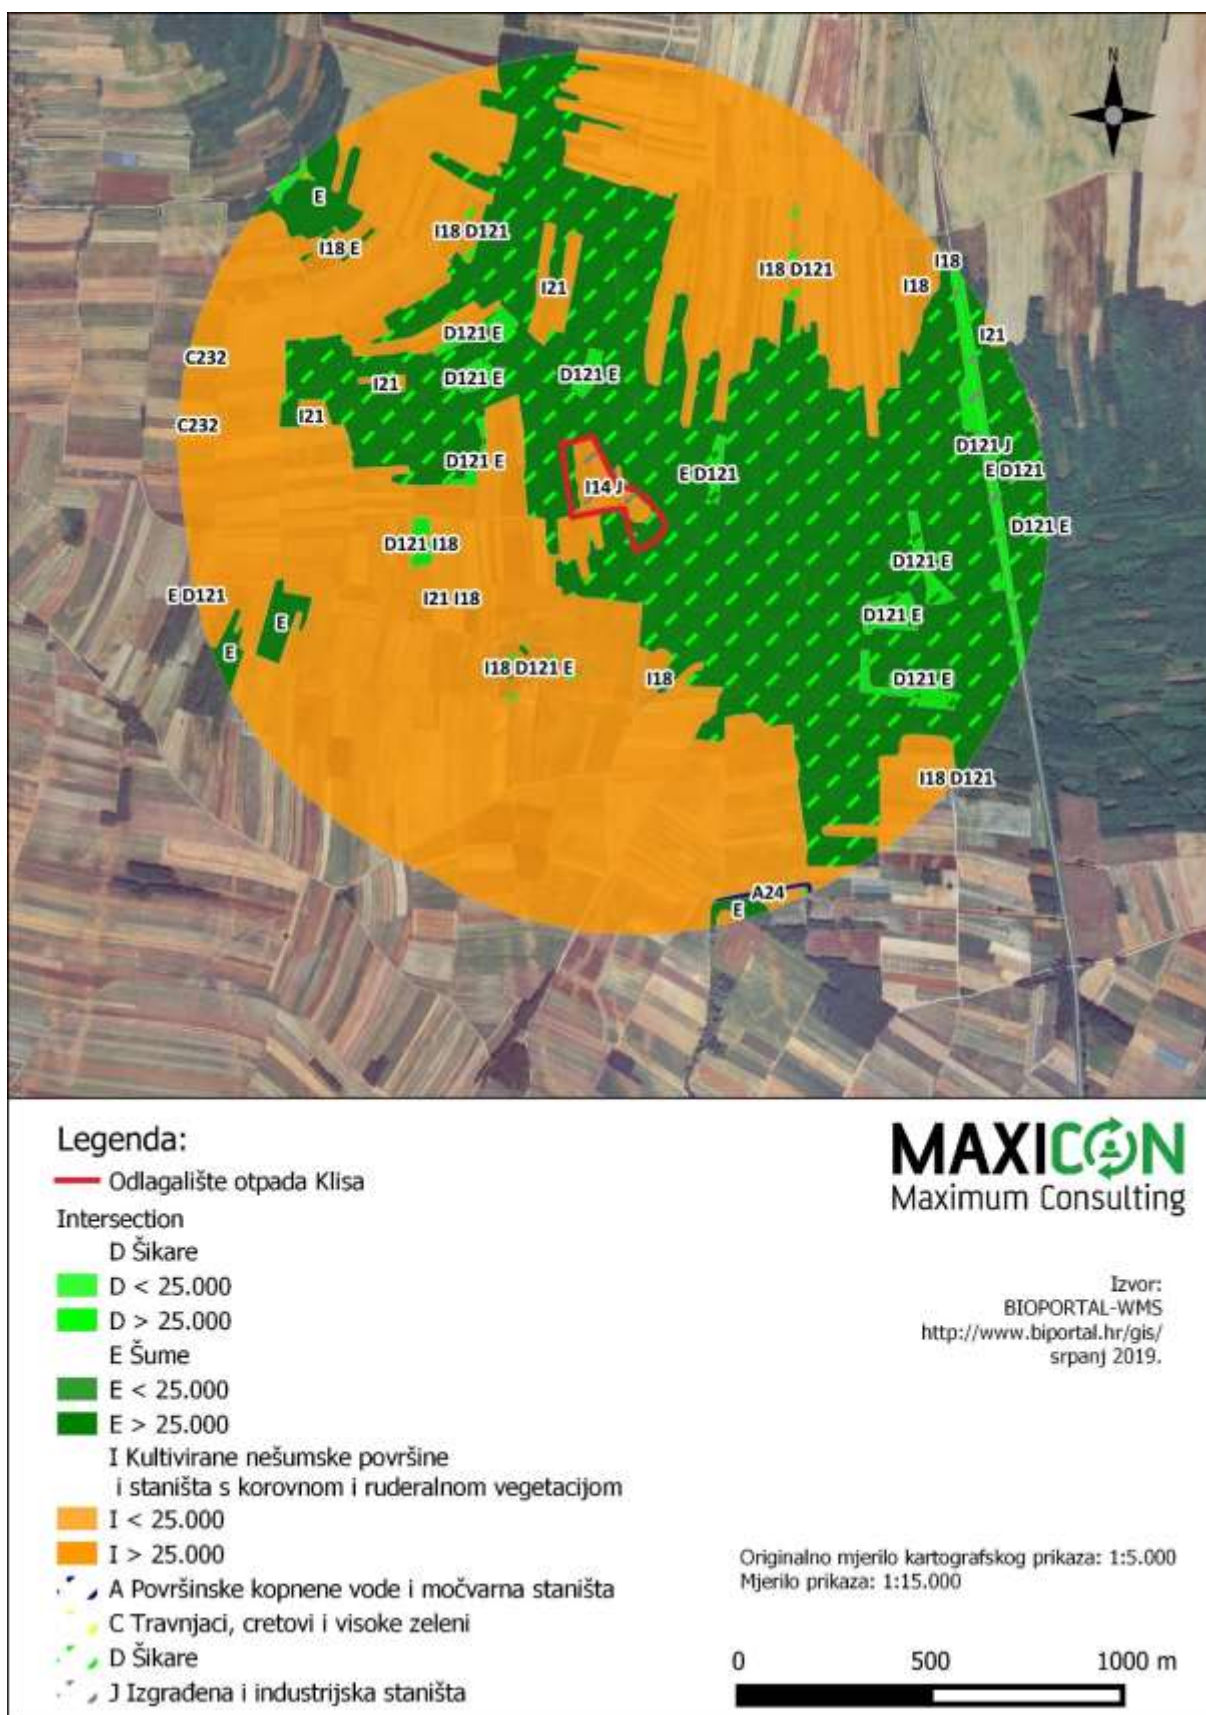 N
E
I18 E
I18 D121
I21
I18 D121
I18
I18
I21
C232
D121 E
D121 E
I21
D121 E
I21
C232
D121 E
I14 J
E D121
D121 J
E D121
D121 E
D121 I18
D121 E
E D121
I21 I18
D121 E
E
E
I18 D121 E
I18
D121 E
I18 D121
A24
E
Legenda:
Odlagalište otpada Klisa
Intersection
D Šikare
D < 25.000
D > 25.000
E Šume
E < 25.000
E > 25.000
I Kultivirane nešumske površine
i staništa s korovnom i ruderalnom vegetacijom
I < 25.000
I > 25.000
A Površinske kopnene vode i močvarna staništa
C Travnjaci, cretovi i visoke zeleni
D Šikare
J Izgrađena i industrijska staništa
MAXICON
Maximum Consulting
Izvor:
BIOPORTAL-WMS
http://www.biportal.hr/gis/
srpanj 2019.
Originalno mjerilo kartografskog prikaza: 1:5.000
Mjerilo prikaza: 1:15.000
0 500 1000 m